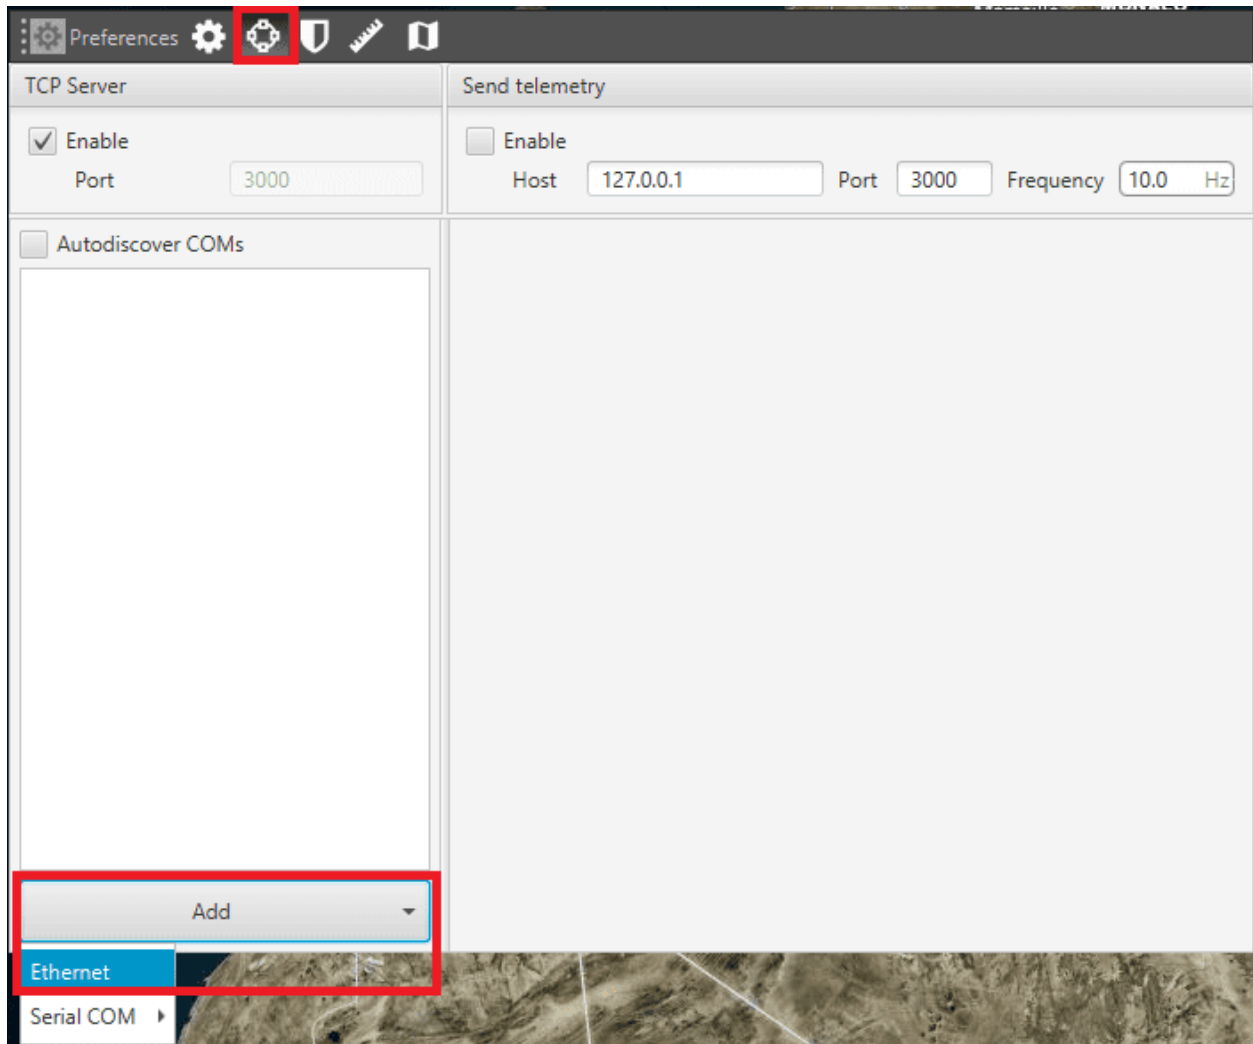 Preferences
TCP Server
Send telemetry
Enable
Port 3000
Enable
Host 127.0.0.1 Port 3000 Frequency 10.0 Hz
Autodiscover COMs
Add
Ethernet
Serial COM